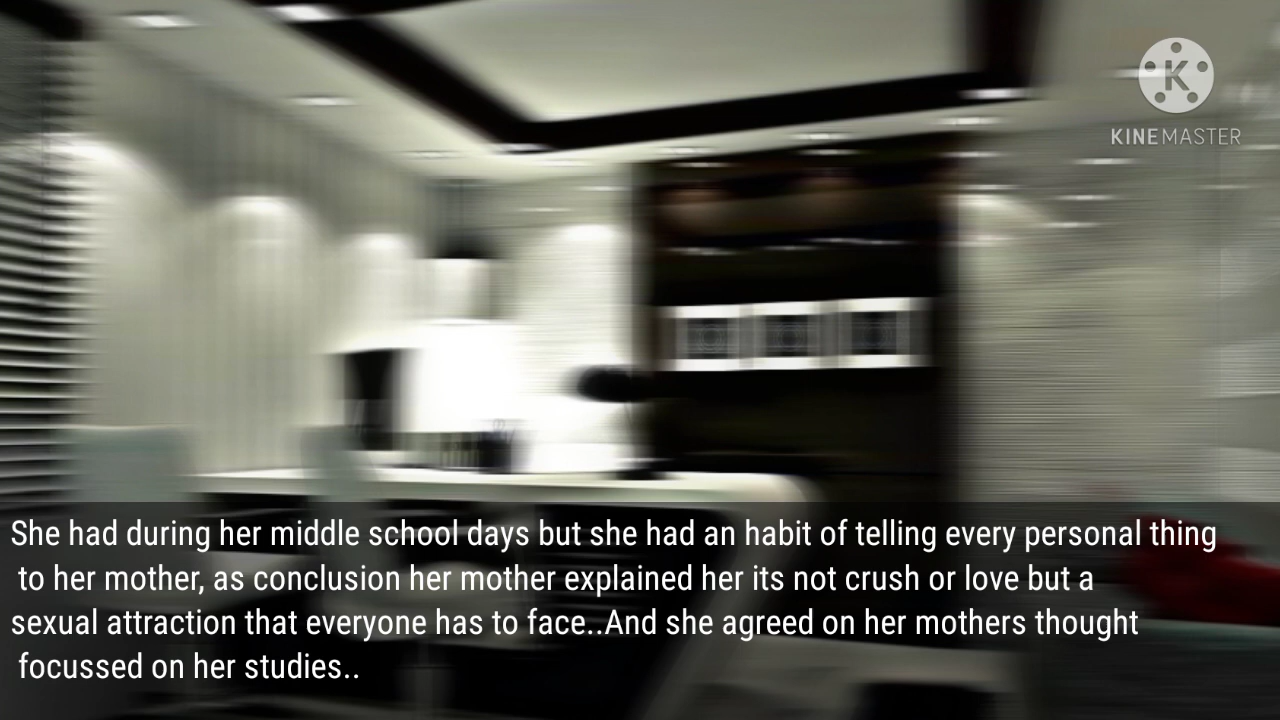 KINEMASTER
She had during her middle school days but she had an habit of telling every personal thing
to her mother, as conclusion her mother explained her its not crush or love but a
sexual attraction that everyone has to face..And she agreed on her mothers thought
focussed on her studies..